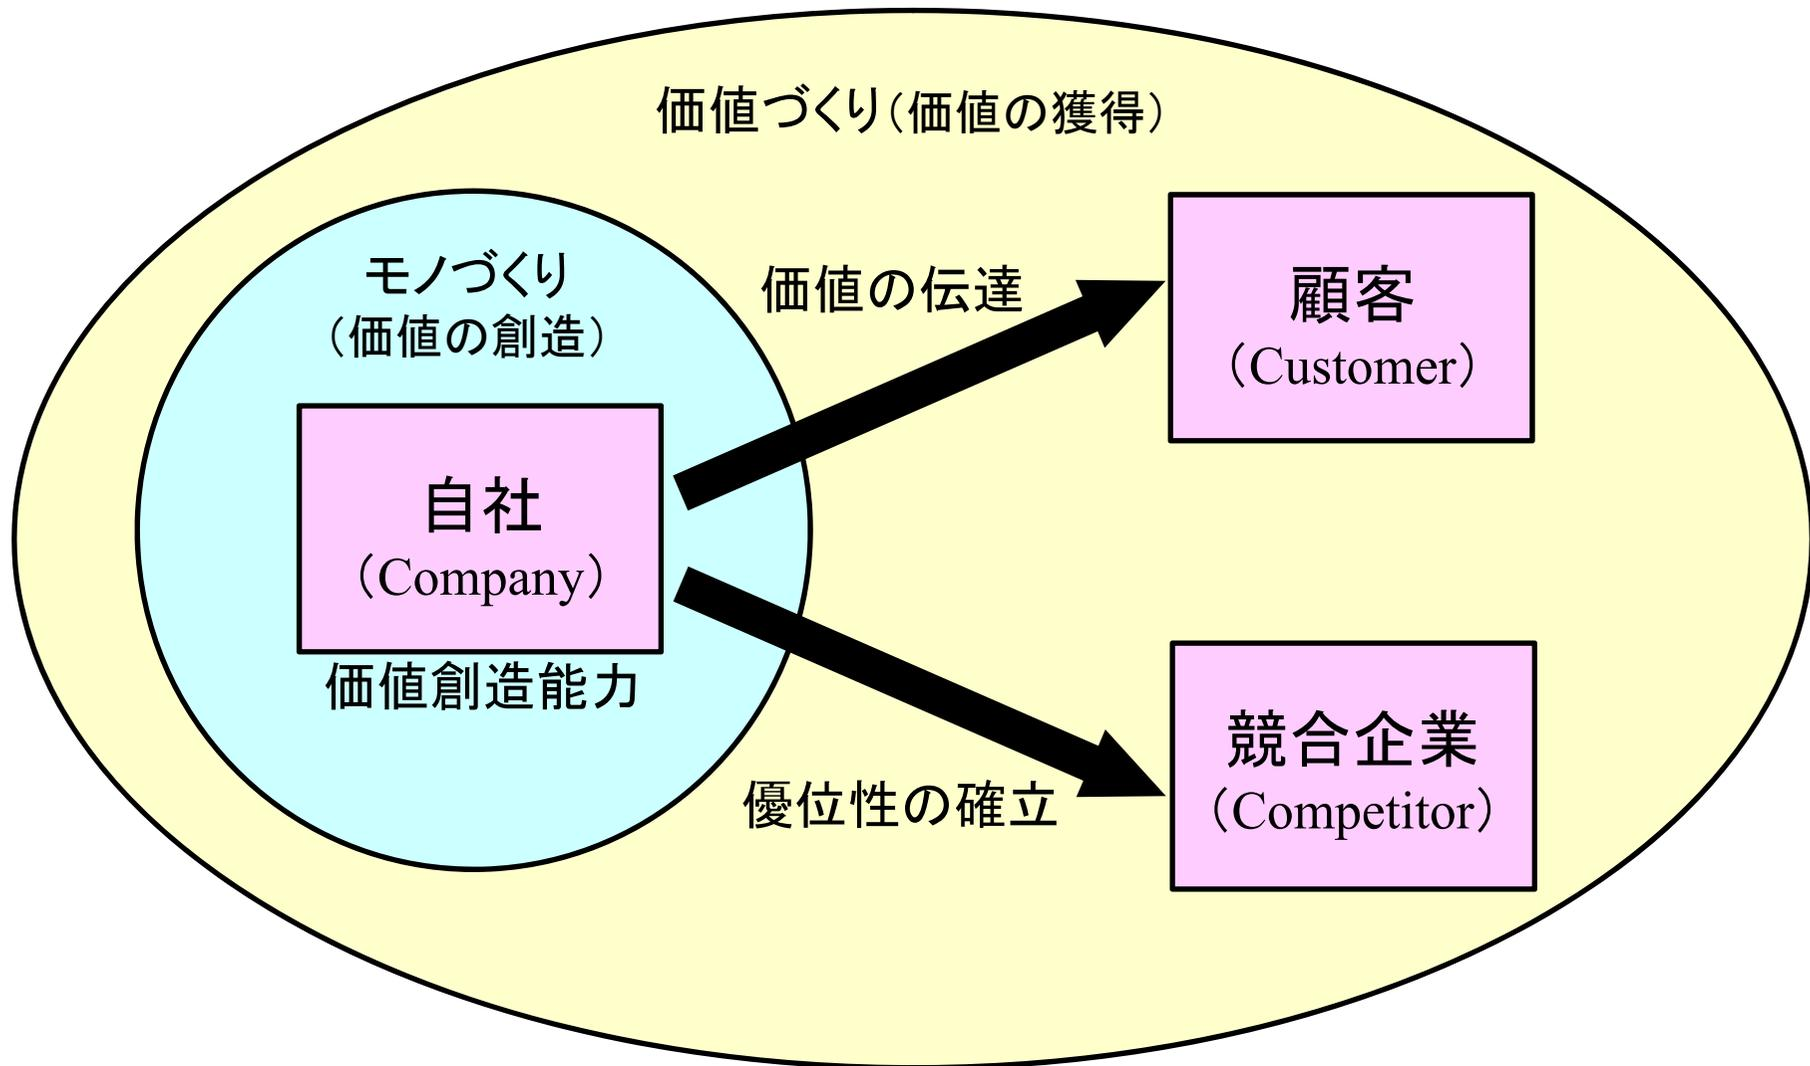 価値づくり（価値の獲得）
モノづくり
（価値の創造）
自社
（Company）
価値創造能力
価値の伝達
顧客
（Customer）
優位性の確立
競合企業
（Competitor）